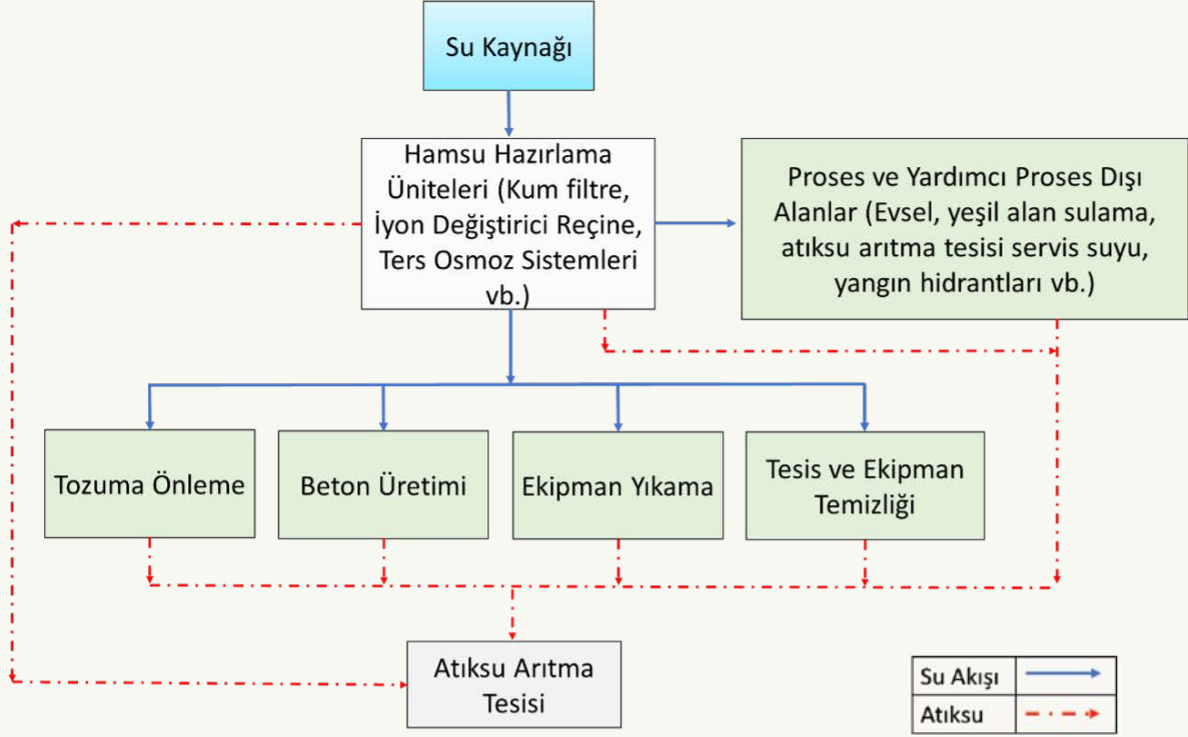 Su Kaynağı
Hamsu Hazırlama
Üniteleri (Kum filtre,
İyon Değiştirici Reçine,
Ters Osmoz Sistemleri
vb.)
Proses ve Yardımcı Proses Dışı
Alanlar (Evsel, yeşil alan sulama,
atıksu arıtma tesisi servis suyu,
yangın hidrantları vb.)
Tozuma Önleme
Beton Üretimi
Ekipman Yıkama
Tesis ve Ekipman
Temizliği
Atıksu Arıtma
Tesisi
Su Akışı
Atıksu